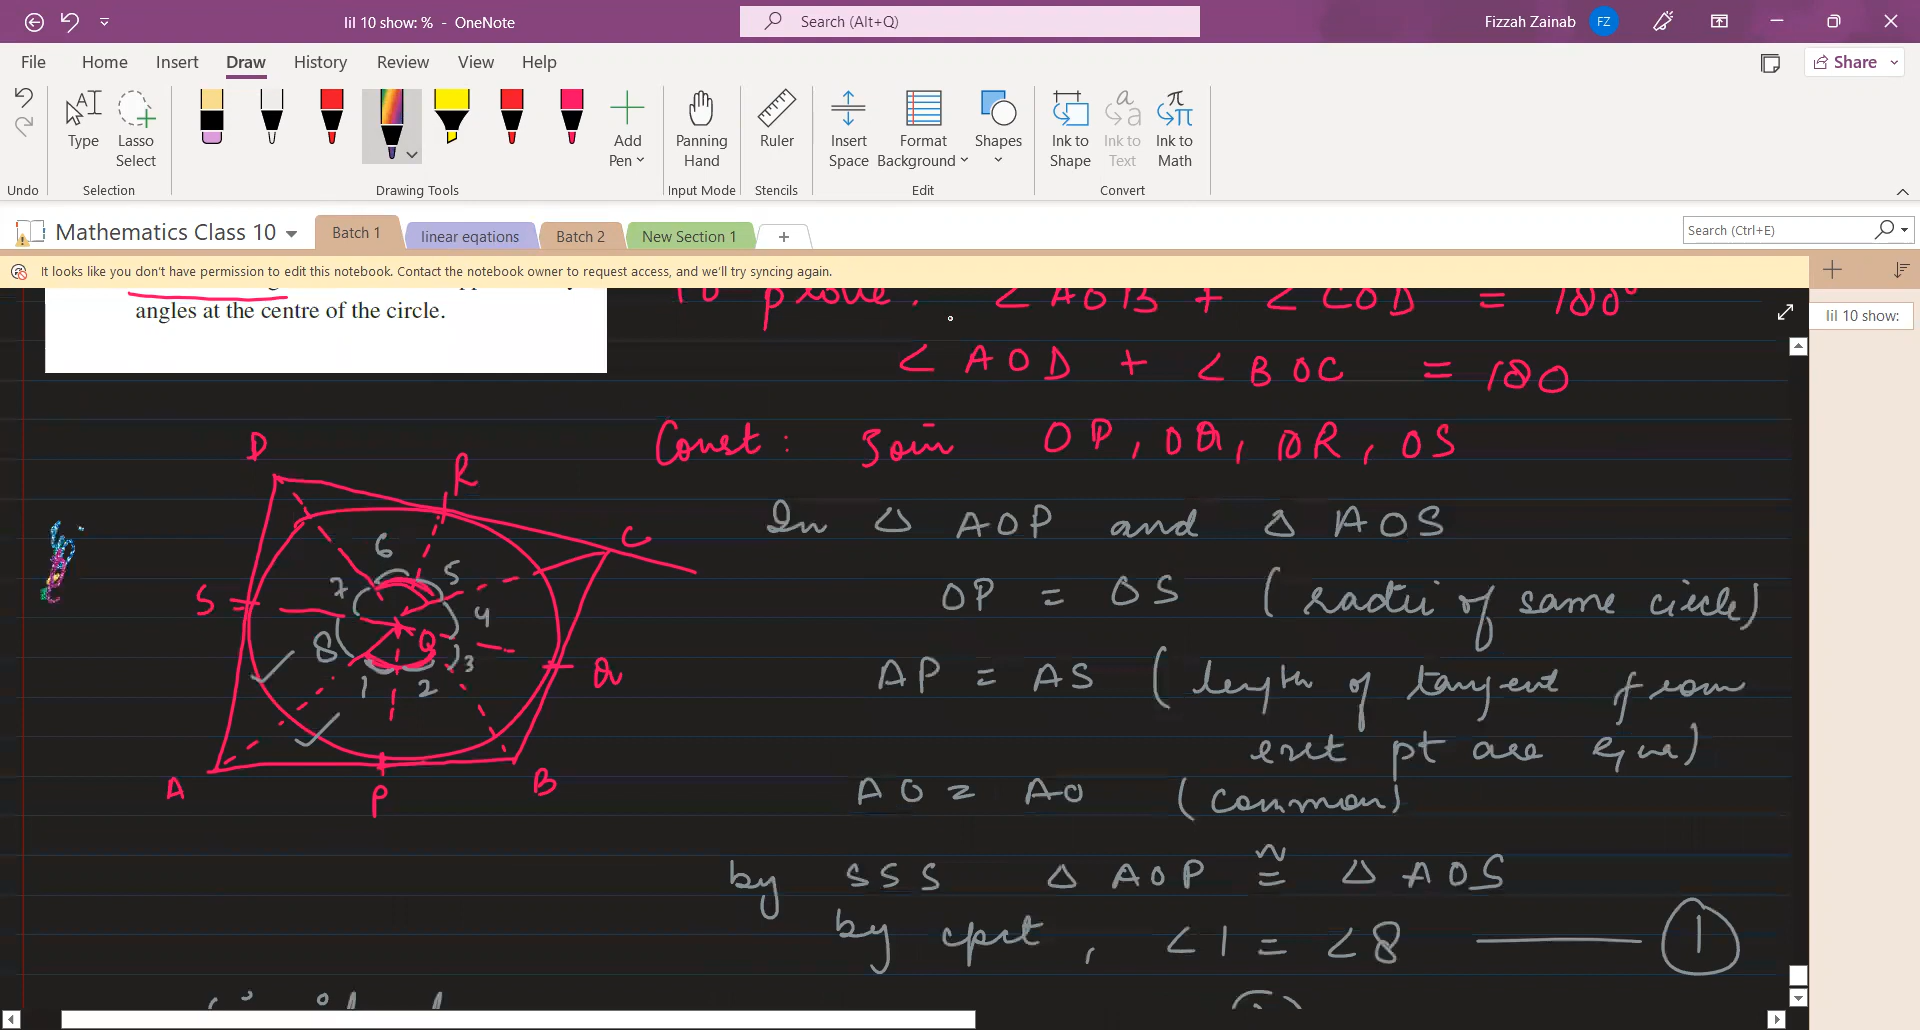 lil 10 show: % - OneNote
Search (Alt+Q)
Fizzah Zainab
FZ
File Home Insert Draw History Review View Help
Share
Type
Lasso Select
Add Pen
Panning Hand
Ruler
Insert Space
Format Background
Shapes
Ink to Shape
Ink to Text
Ink to Math
Undo
Selection
Drawing Tools
Input Mode
Stencils
Edit
Convert
Mathematics Class 10
Batch 1
linear eqations
Batch 2
New Section 1
Search (Ctrl+E)
It looks like you don't have permission to edit this notebook. Contact the notebook owner to request access, and we'll try syncing again.
lil 10 show:
angles at the centre of the circle.
To prove. ∠AOB + ∠COD = 180°
∠AOD + ∠BOC = 180
Const: Join OP, OQ, OR, OS
In △ AOP and △ AOS
OP = OS (radii of same circle)
AP = AS (length of tangent from
ext pt are equal)
AO = AO (common)
by SSS △ AOP ≅ △ AOS
by cpct, ∠1 = ∠8 —— 1
D
R
C
S
Q
A
P
B
O
6
5
7
4
8
3
1
2